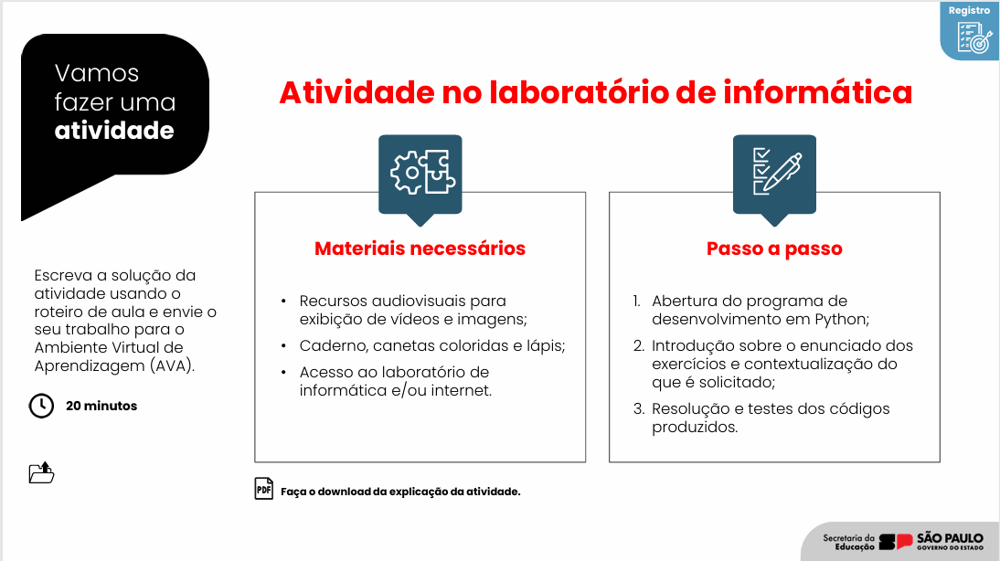 Registro
Vamos
fazer uma
atividade
Atividade no laboratório de informática
Escreva a solução da
atividade usando o
roteiro de aula e envie o
seu trabalho para o
Ambiente Virtual de
Aprendizagem (AVA).
20 minutos
Materiais necessários
• Recursos audiovisuais para
exibição de vídeos e imagens;
• Caderno, canetas coloridas e lápis;
• Acesso ao laboratório de
informática e/ou internet.
Passo a passo
1. Abertura do programa de
desenvolvimento em Python;
2. Introdução sobre o enunciado dos
exercícios e contextualização do
que é solicitado;
3. Resolução e testes dos códigos
produzidos.
PDF
Faça o download da explicação da atividade.
Secretaria da
Educação
SP
SÃO PAULO
GOVERNO DO ESTADO